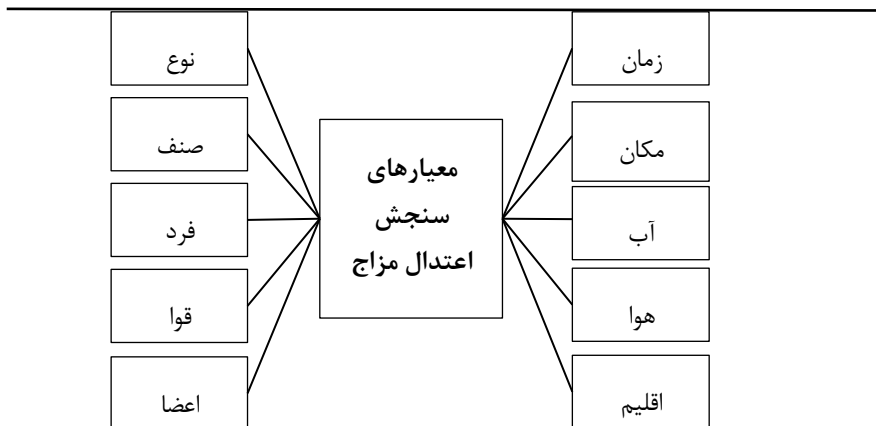 زمان
مکان
آب
هوا
اقلیم
معیارهای
سنجش
اعتدال مزاج
نوع
صنف
فرد
قوا
اعضا